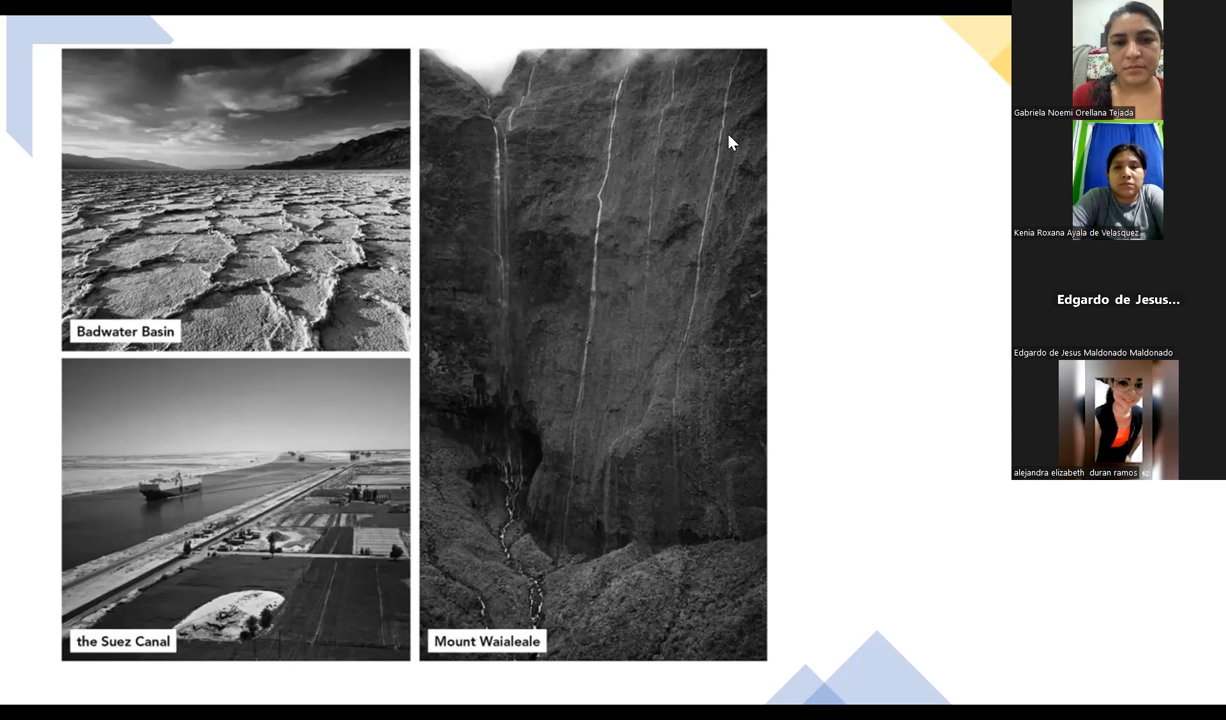 Badwater Basin
the Suez Canal
Mount Waialeale
Gabriela Noemi Orellana Tejada
Kenia Roxana Ayala de Velasquez
Edgardo de Jesus...
Edgardo de Jesus Maldonado Maldonado
alejandra elizabeth duran ramos